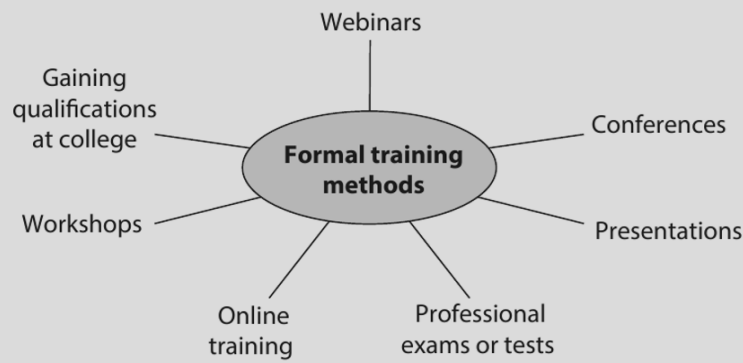 Webinars
Gaining
qualifications
at college
Conferences
Formal training
methods
Workshops
Presentations
Online
training
Professional
exams or tests